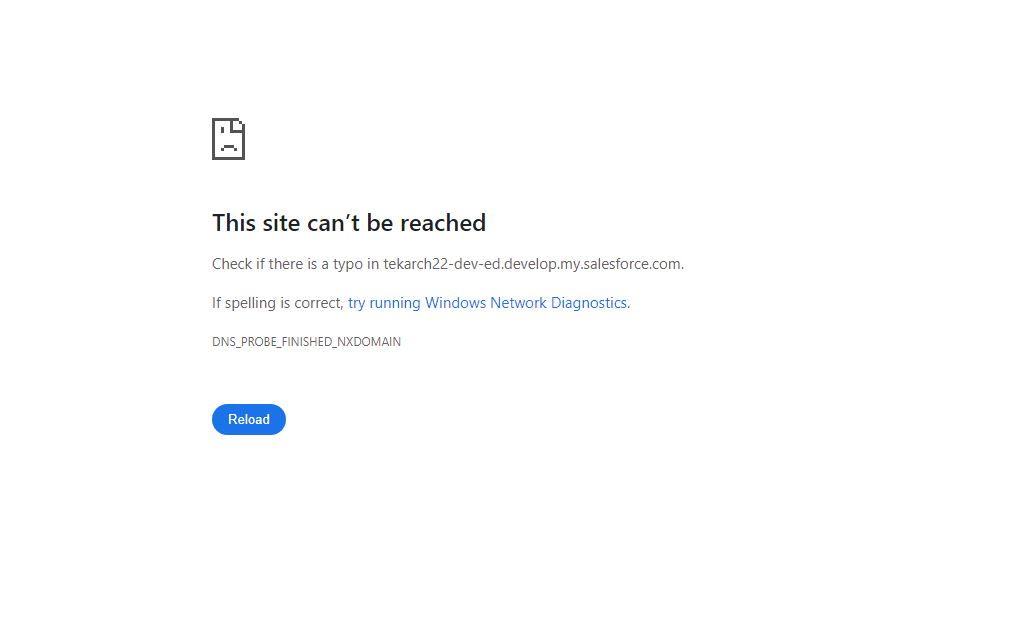 This site can’t be reached
Check if there is a typo in tekarch22-dev-ed.develop.my.salesforce.com.
If spelling is correct, try running Windows Network Diagnostics.
DNS_PROBE_FINISHED_NXDOMAIN
Reload